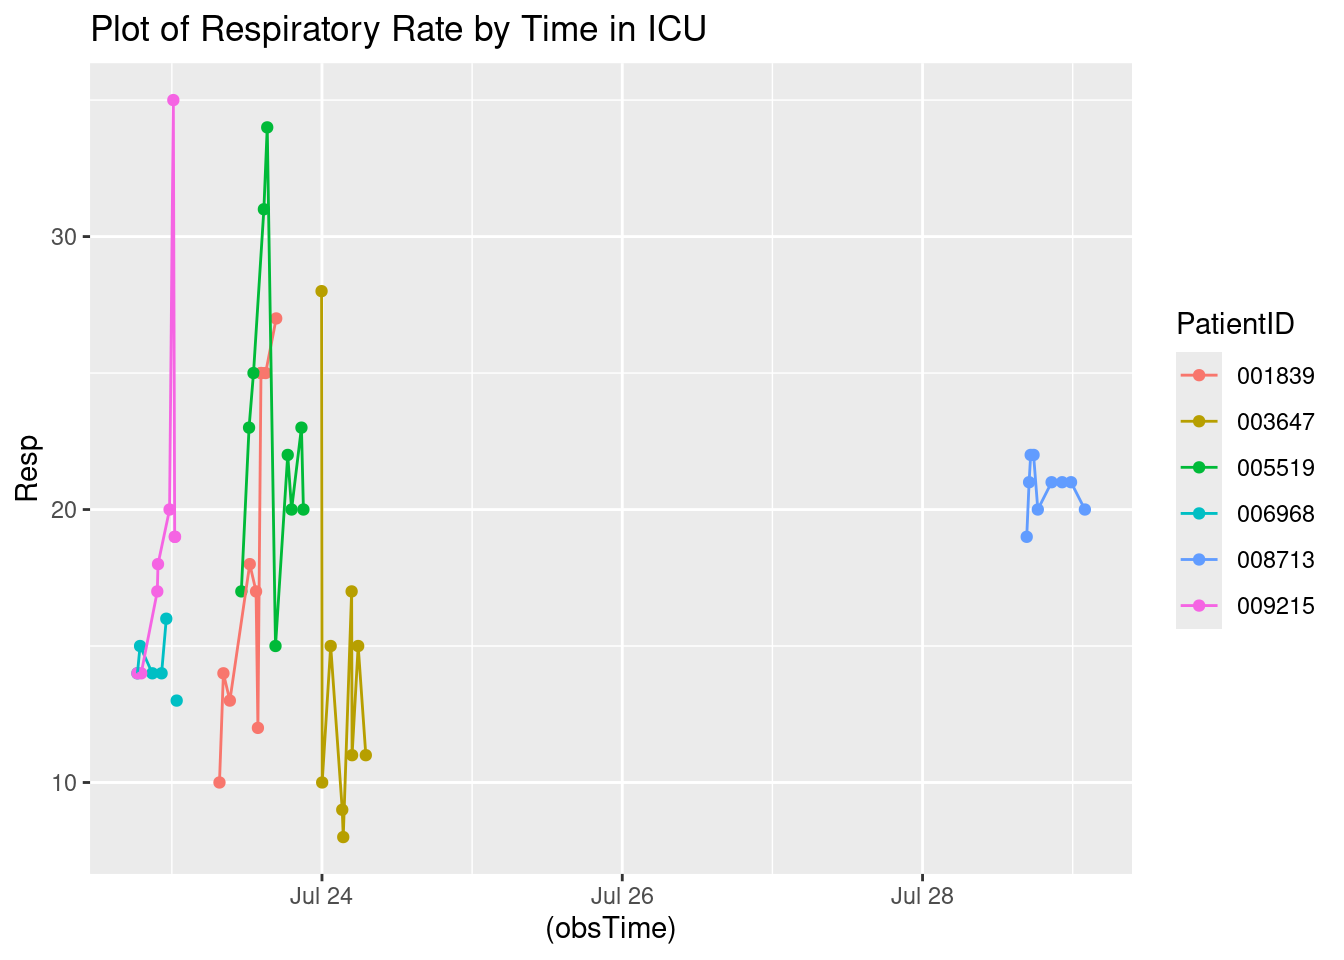 Plot of Respiratory Rate by Time in ICU
Resp
30
20
10
Jul 24
Jul 26
Jul 28
(obsTime)
PatientID
001839
003647
005519
006968
008713
009215